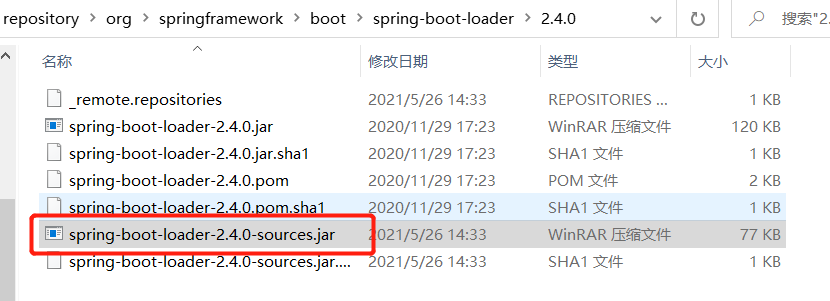 repository › org › springframework › boot › spring-boot-loader › 2.4.0 搜索"2.
名称 修改日期 类型 大小
_remote.repositories 2021/5/26 14:33 REPOSITORIES ... 1 KB
spring-boot-loader-2.4.0.jar 2020/11/29 17:23 WinRAR 压缩文件 120 KB
spring-boot-loader-2.4.0.jar.sha1 2020/11/29 17:23 SHA1 文件 1 KB
spring-boot-loader-2.4.0.pom 2020/11/29 17:23 POM 文件 2 KB
spring-boot-loader-2.4.0.pom.sha1 2020/11/29 17:23 SHA1 文件 1 KB
spring-boot-loader-2.4.0-sources.jar 2021/5/26 14:33 WinRAR 压缩文件 77 KB
spring-boot-loader-2.4.0-sources.jar.... 2021/5/26 14:33 SHA1 文件 1 KB